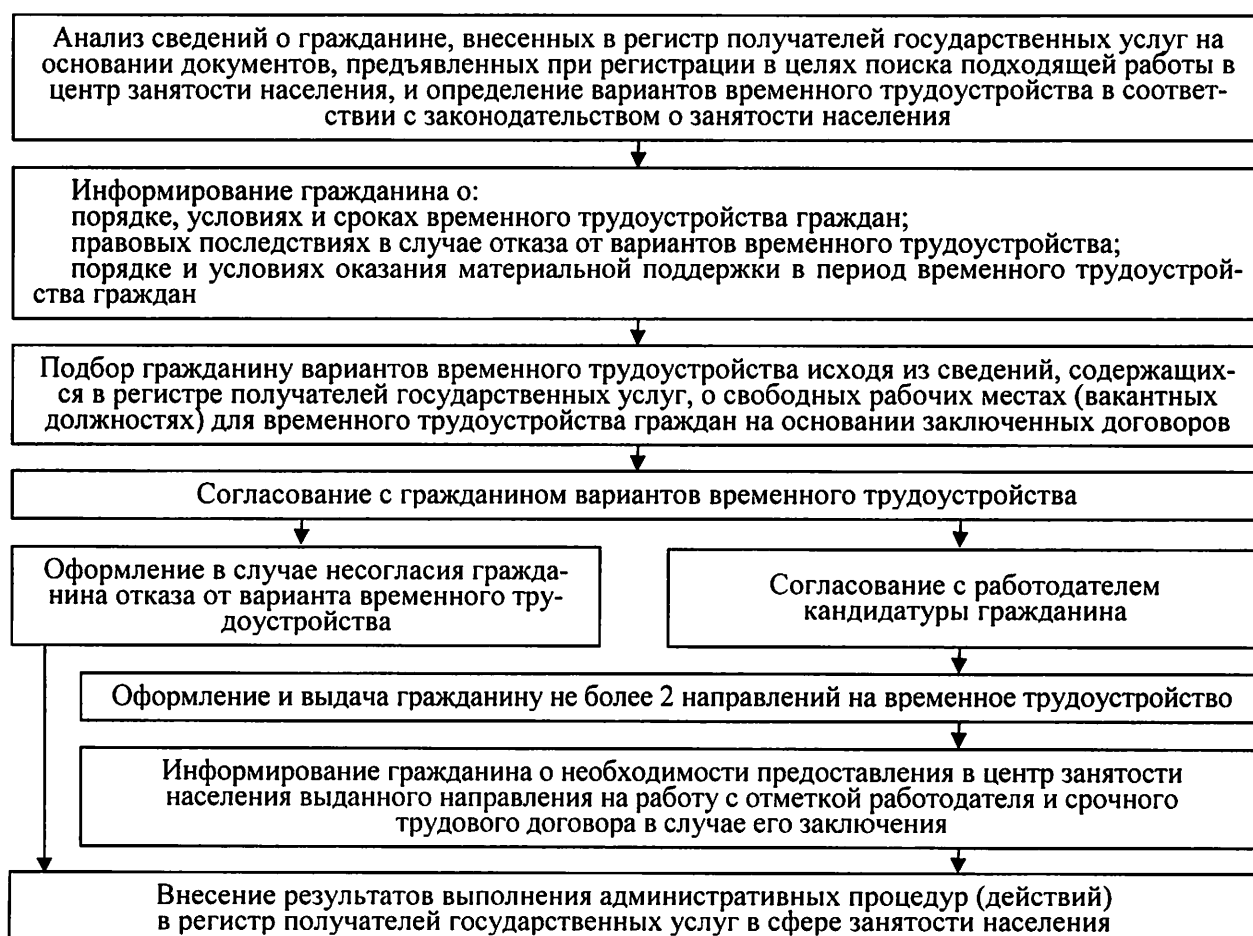 Анализ сведений о гражданине, внесенных в регистр получателей государственных услуг на
основании документов, предъявленных при регистрации в целях поиска подходящей работы в
центр занятости населения, и определение вариантов временного трудоустройства в соответ-
ствии с законодательством о занятости населения
Информирование гражданина о:
порядке, условиях и сроках временного трудоустройства граждан;
правовых последствиях в случае отказа от вариантов временного трудоустройства;
порядке и условиях оказания материальной поддержки в период временного трудоустрой-
ства граждан
Подбор гражданину вариантов временного трудоустройства исходя из сведений, содержащих-
ся в регистре получателей государственных услуг, о свободных рабочих местах (вакантных
должностях) для временного трудоустройства граждан на основании заключенных договоров
Согласование с гражданином вариантов временного трудоустройства
Оформление в случае несогласия гражда-
нина отказа от варианта временного тру-
доустройства
Согласование с работодателем
кандидатуры гражданина
Оформление и выдача гражданину не более 2 направлений на временное трудоустройство
Информирование гражданина о необходимости предоставления в центр занятости
населения выданного направления на работу с отметкой работодателя и срочного
трудового договора в случае его заключения
Внесение результатов выполнения административных процедур (действий)
в регистр получателей государственных услуг в сфере занятости населения